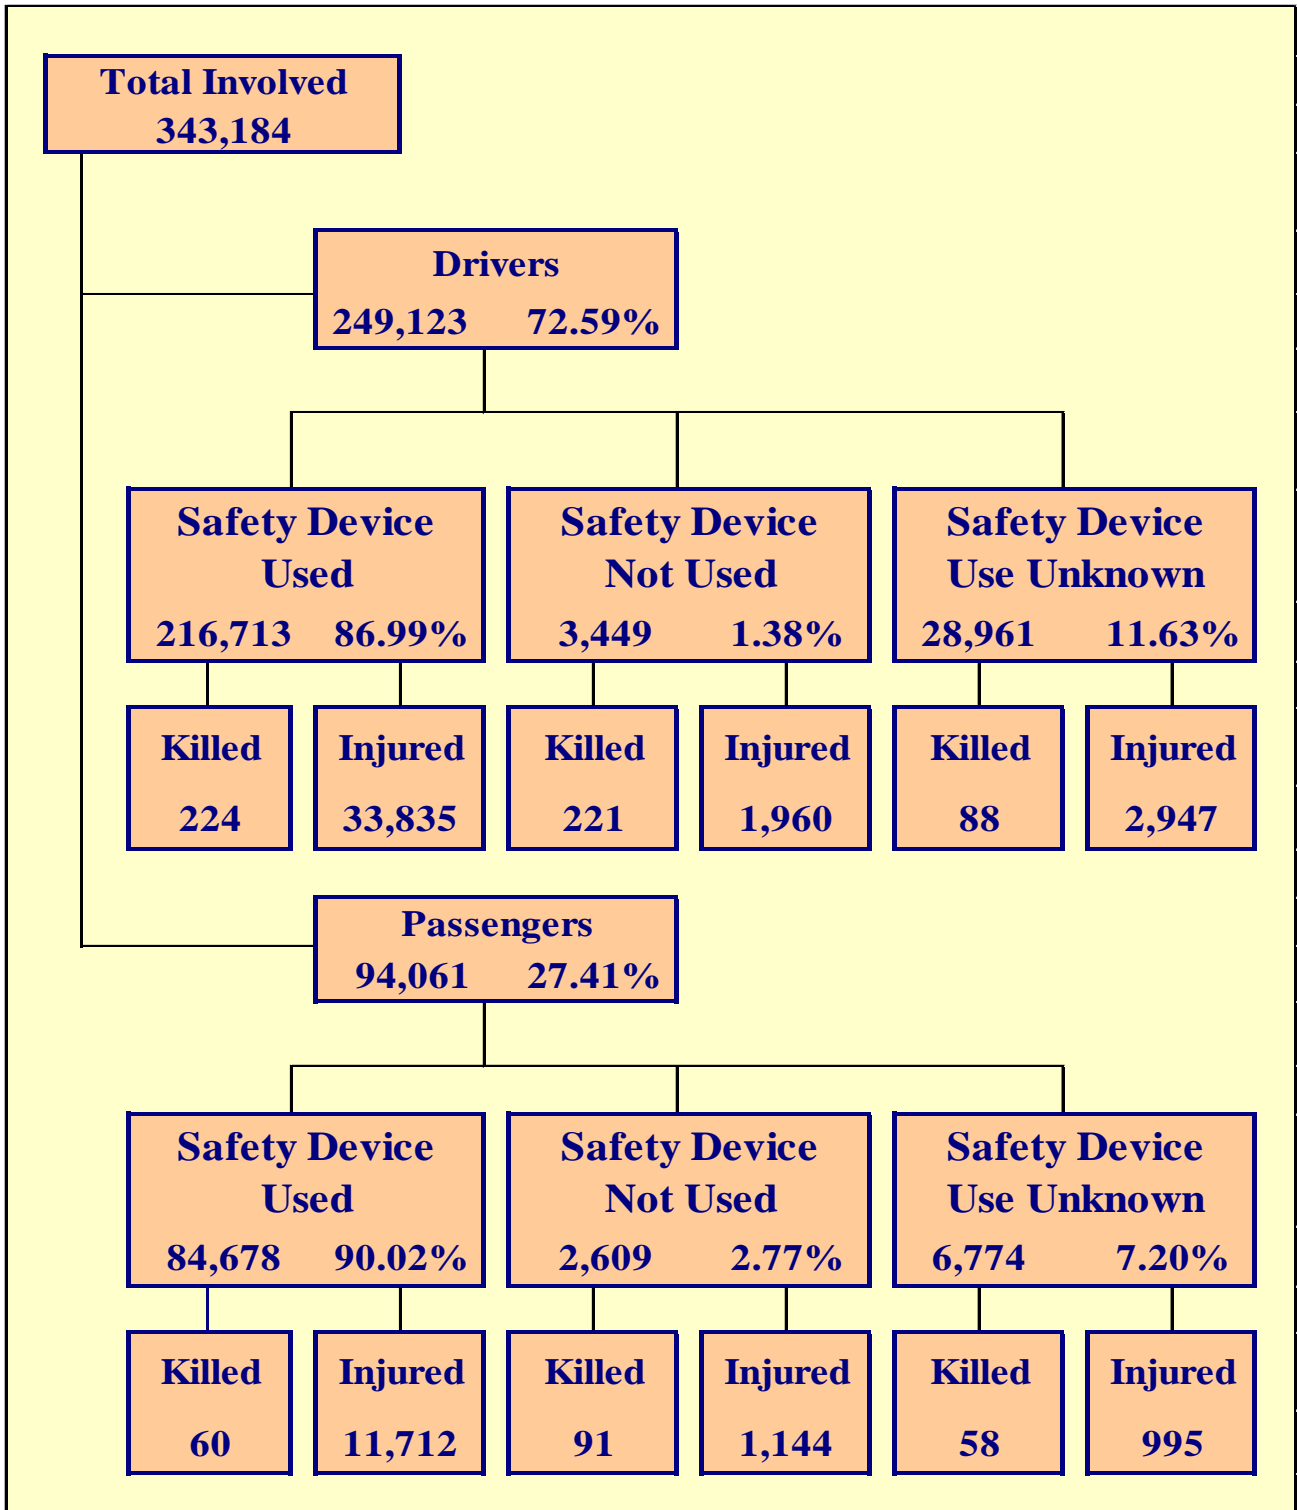 Total Involved
343,184
Drivers
249,123 72.59%
Safety Device
Used
216,713 86.99%
Safety Device
Not Used
3,449 1.38%
Safety Device
Use Unknown
28,961 11.63%
Killed
224
Injured
33,835
Killed
221
Injured
1,960
Killed
88
Injured
2,947
Passengers
94,061 27.41%
Safety Device
Used
84,678 90.02%
Safety Device
Not Used
2,609 2.77%
Safety Device
Use Unknown
6,774 7.20%
Killed
60
Injured
11,712
Killed
91
Injured
1,144
Killed
58
Injured
995